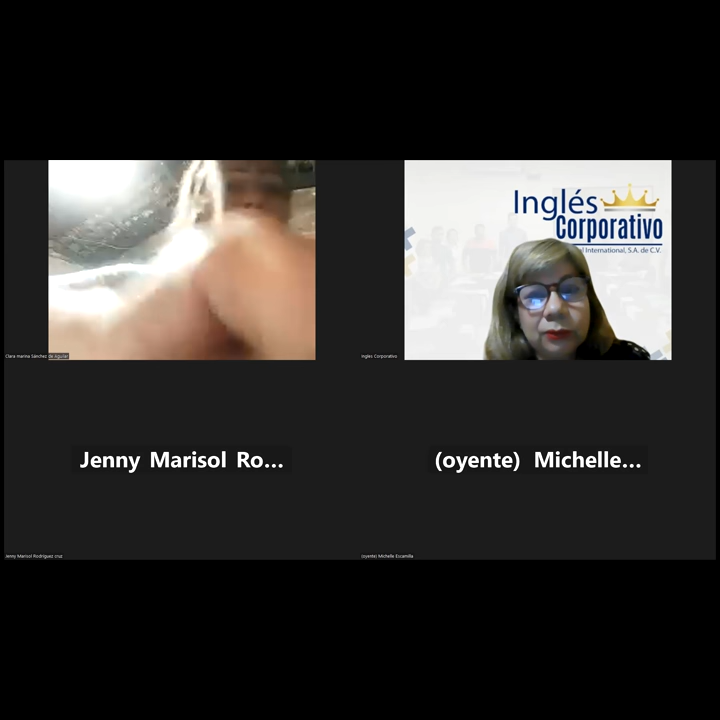 Inglés
Corporativo
l International, S.A. de C.V.
Clara marina Sánchez de Aguilar
Ingles Corporativo
Jenny Marisol Ro...
(oyente) Michelle...
Jenny Marisol Rodríguez cruz
(oyente) Michelle Escamilla